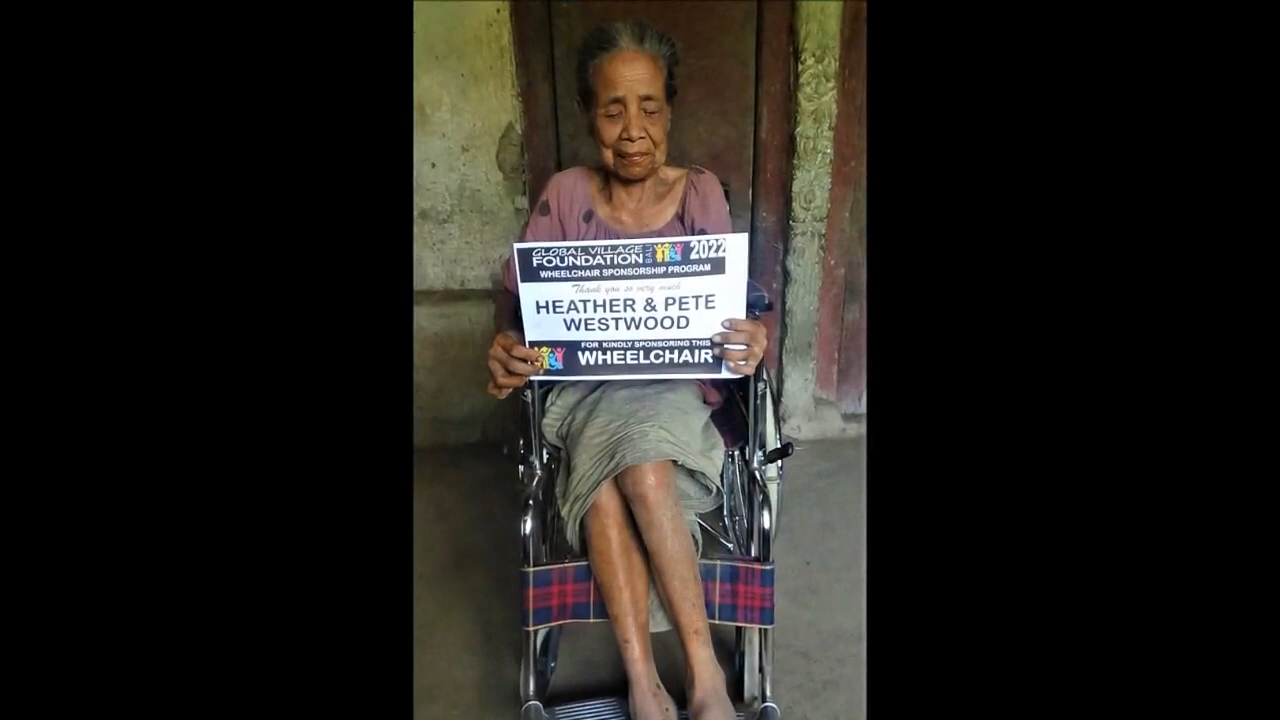 GLOBAL VILLAGE
FOUNDATION BALI 2022
WHEELCHAIR SPONSORSHIP PROGRAM
Thank you so very much
HEATHER & PETE
WESTWOOD
FOR KINDLY SPONSORING THIS
WHEELCHAIR